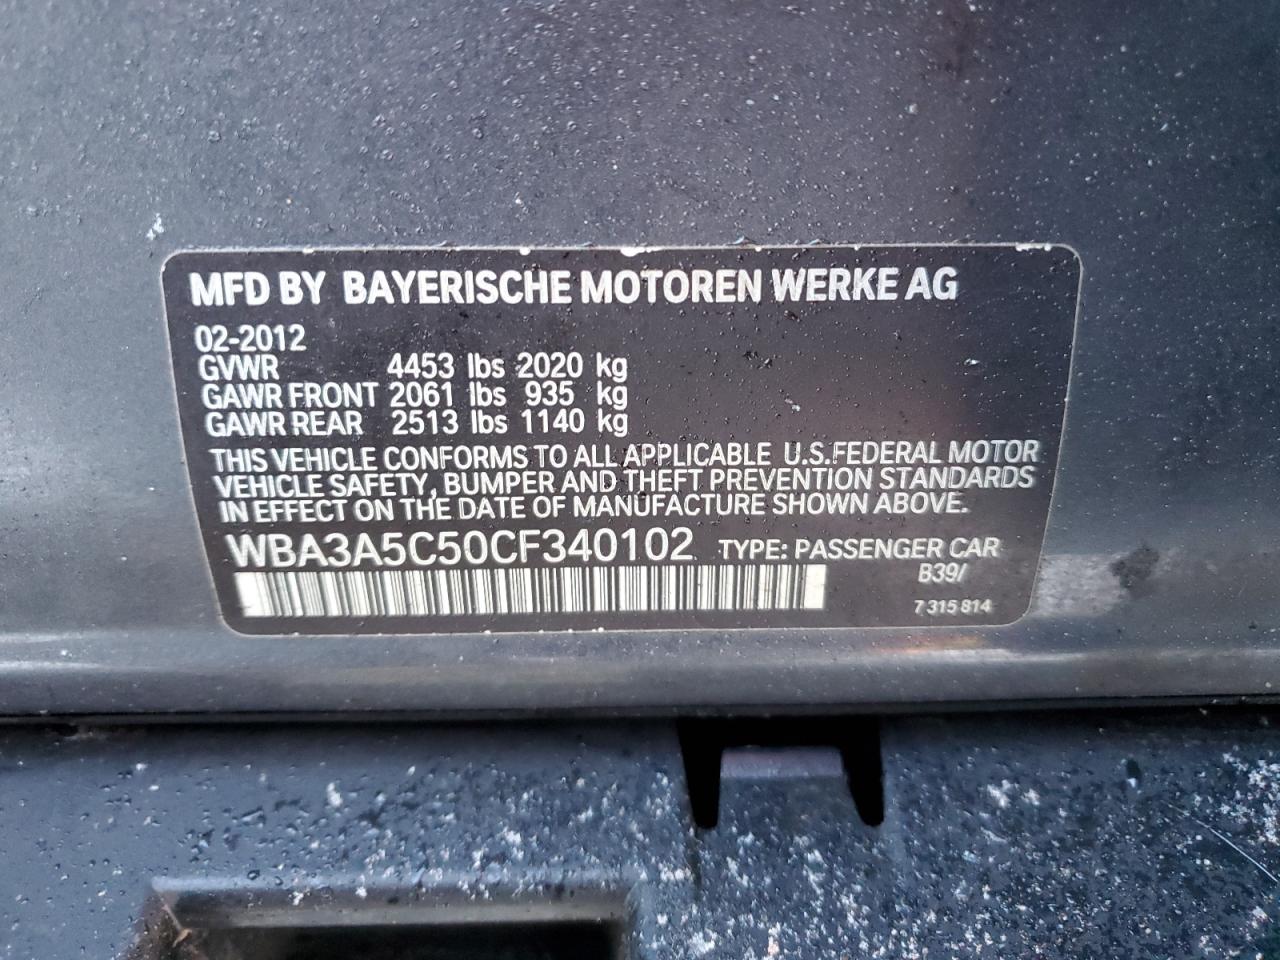 MFD BY BAYERISCHE MOTOREN WERKE AG
02-2012
GVWR 4453 lbs 2020 kg
GAWR FRONT 2061 lbs 935 kg
GAWR REAR 2513 lbs 1140 kg
THIS VEHICLE CONFORMS TO ALL APPLICABLE U.S.FEDERAL MOTOR
VEHICLE SAFETY, BUMPER AND THEFT PREVENTION STANDARDS
IN EFFECT ON THE DATE OF MANUFACTURE SHOWN ABOVE.
WBA3A5C50CF340102 TYPE: PASSENGER CAR
B39/
7 315 814